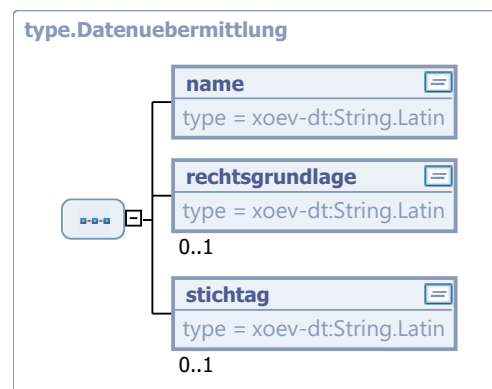 type.Datenuebermittlung
name
type = xoev-dt:String.Latin
rechtsgrundlage
type = xoev-dt:String.Latin
0..1
stichtag
type = xoev-dt:String.Latin
0..1